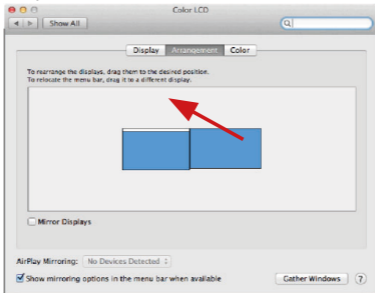 Color LCD
Show All
Display Arrangement Color
To rearrange the displays, drag them to the desired position.
To relocate the menu bar, drag it to a different display.
Mirror Displays
AirPlay Mirroring: No Devices Detected
Show mirroring options in the menu bar when available
Gather Windows ?